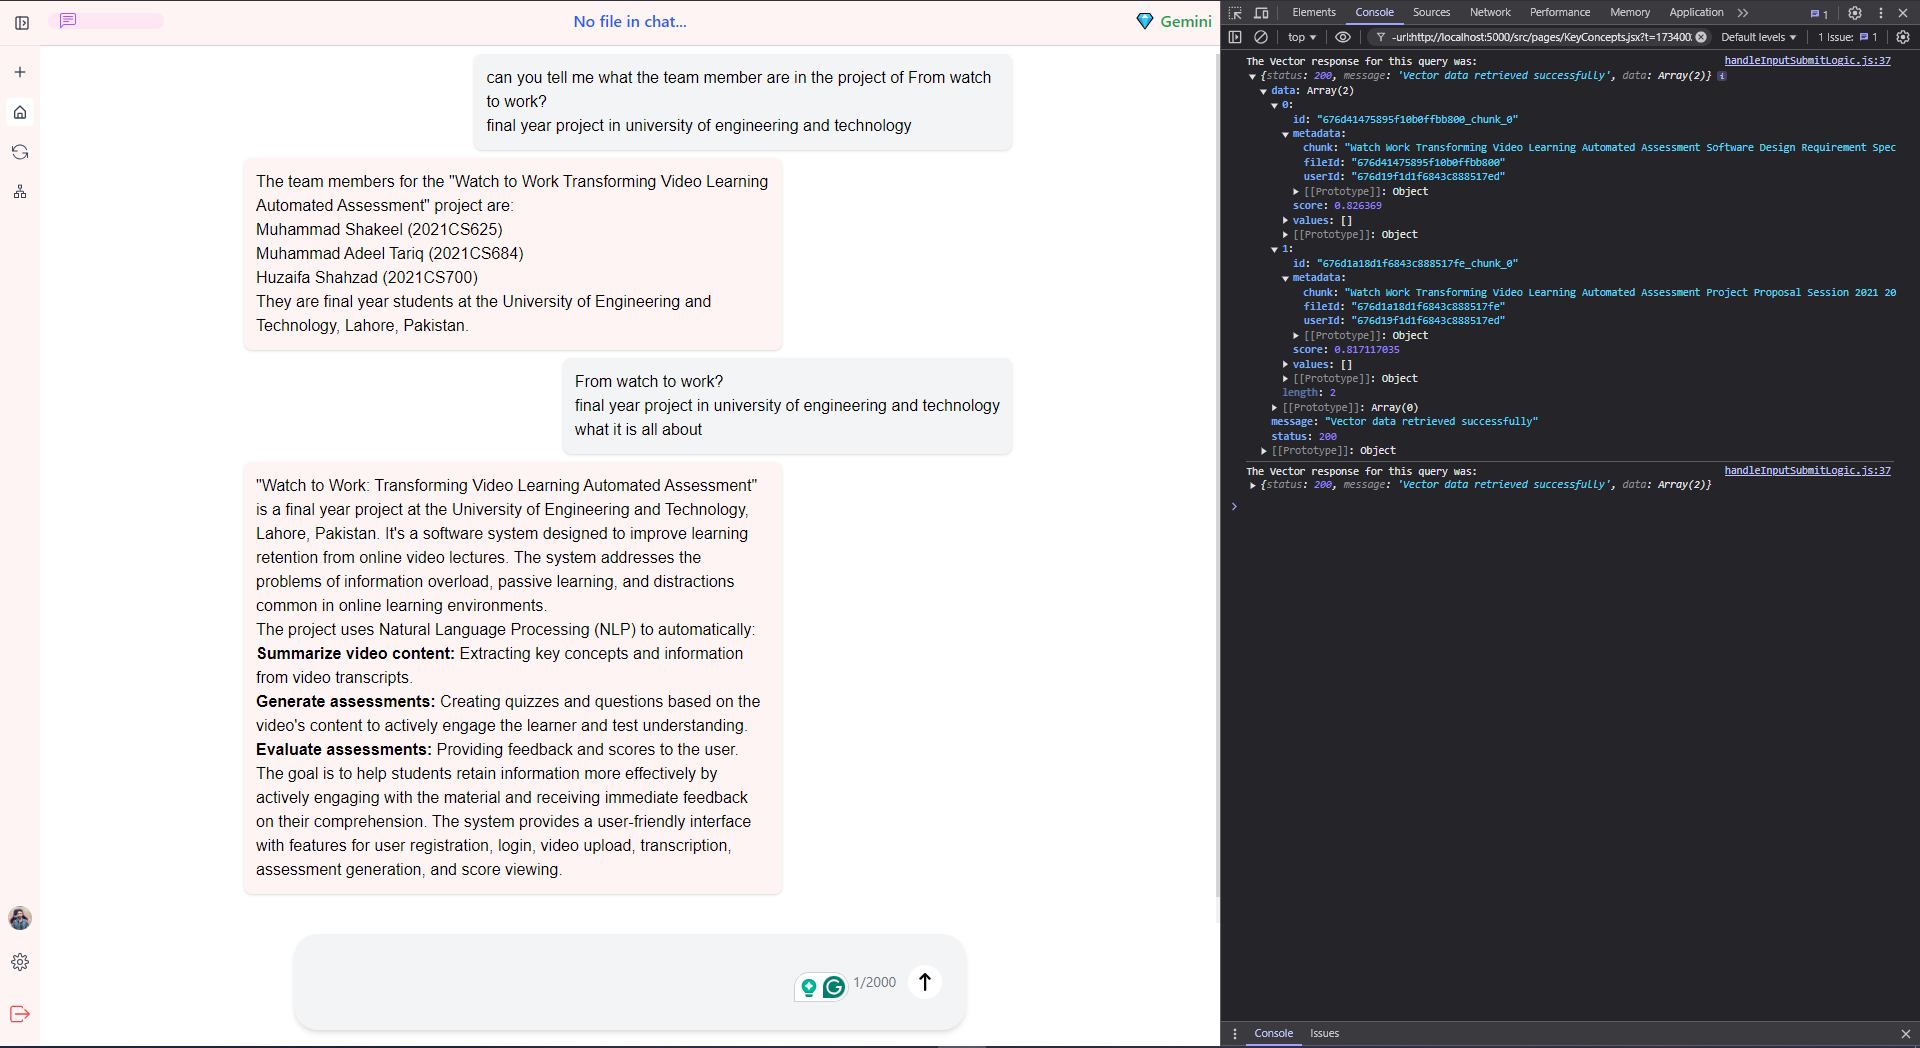 No file in chat...
Gemini
can you tell me what the team member are in the project of From watch
to work?
final year project in university of engineering and technology
The team members for the "Watch to Work Transforming Video Learning
Automated Assessment" project are:
Muhammad Shakeel (2021CS625)
Muhammad Adeel Tariq (2021CS684)
Huzaifa Shahzad (2021CS700)
They are final year students at the University of Engineering and
Technology, Lahore, Pakistan.
From watch to work?
final year project in university of engineering and technology
what it is all about
"Watch to Work: Transforming Video Learning Automated Assessment"
is a final year project at the University of Engineering and Technology,
Lahore, Pakistan. It's a software system designed to improve learning
retention from online video lectures. The system addresses the
problems of information overload, passive learning, and distractions
common in online learning environments.
The project uses Natural Language Processing (NLP) to automatically:
Summarize video content: Extracting key concepts and information
from video transcripts.
Generate assessments: Creating quizzes and questions based on the
video's content to actively engage the learner and test understanding.
Evaluate assessments: Providing feedback and scores to the user.
The goal is to help students retain information more effectively by
actively engaging with the material and receiving immediate feedback
on their comprehension. The system provides a user-friendly interface
with features for user registration, login, video upload, transcription,
assessment generation, and score viewing.
1/2000
Elements Console Sources Network Performance Memory Application 1
top -url:http://localhost:5000/src/pages/KeyConcepts.jsx?t=173400 Default levels 1 Issue: 1
The Vector response for this query was: handleInputSubmitLogic.js:37
{status: 200, message: 'Vector data retrieved successfully', data: Array(2)} i
data: Array(2)
0:
id: "676d41475895f10b0ffbb800_chunk_0"
metadata:
chunk: "Watch Work Transforming Video Learning Automated Assessment Software Design Requirement Spec
fileId: "676d41475895f10b0ffbb800"
userId: "676d19f1d1f6843c888517ed"
[[Prototype]]: Object
score: 0.826369
values: []
[[Prototype]]: Object
1:
id: "676d1a18d1f6843c888517fe_chunk_0"
metadata:
chunk: "Watch Work Transforming Video Learning Automated Assessment Project Proposal Session 2021 20
fileId: "676d1a18d1f6843c888517fe"
userId: "676d19f1d1f6843c888517ed"
[[Prototype]]: Object
score: 0.817117035
values: []
[[Prototype]]: Object
length: 2
[[Prototype]]: Array(0)
message: "Vector data retrieved successfully"
status: 200
[[Prototype]]: Object
The Vector response for this query was: handleInputSubmitLogic.js:37
{status: 200, message: 'Vector data retrieved successfully', data: Array(2)}
Console Issues